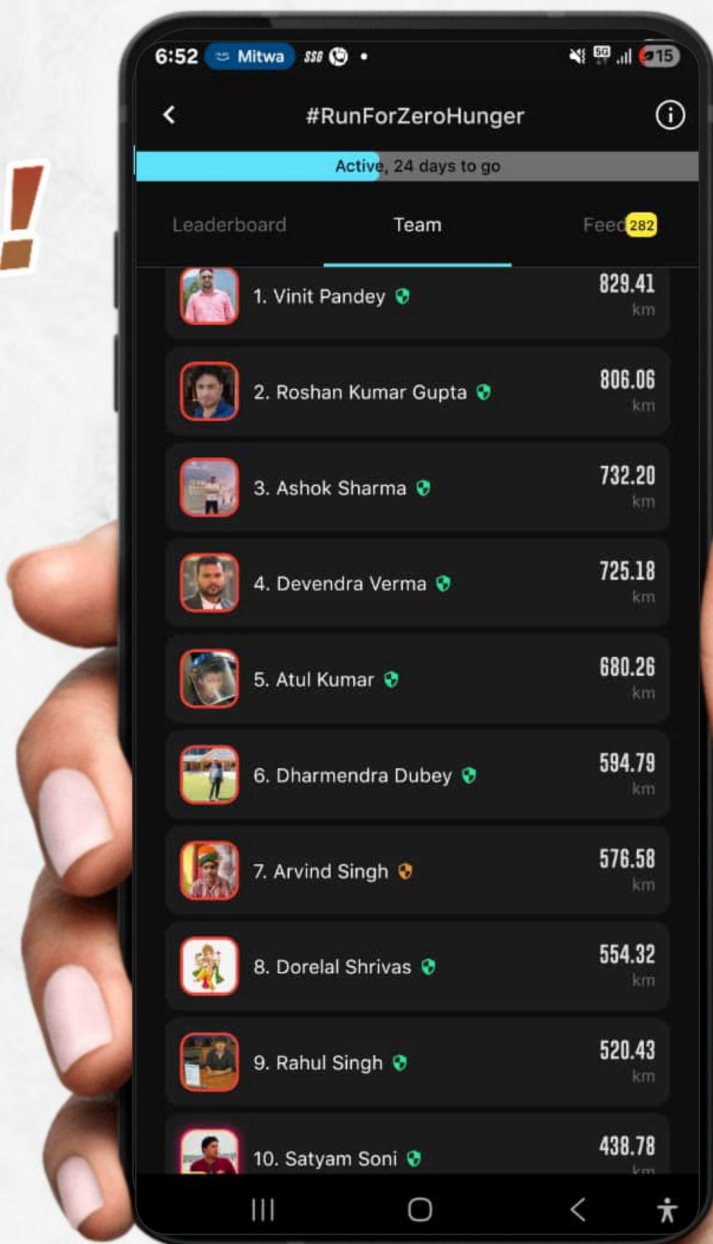 !
6:52 Mitwa SSG 5G 15
#RunForZeroHunger
Active, 24 days to go
Leaderboard Team Feed 282
1. Vinit Pandey 829.41
km
2. Roshan Kumar Gupta 806.06
km
3. Ashok Sharma 732.20
km
4. Devendra Verma 725.18
km
5. Atul Kumar 680.26
km
6. Dharmendra Dubey 594.79
km
7. Arvind Singh 576.58
km
8. Dorelal Shrivas 554.32
km
9. Rahul Singh 520.43
km
10. Satyam Soni 438.78
km